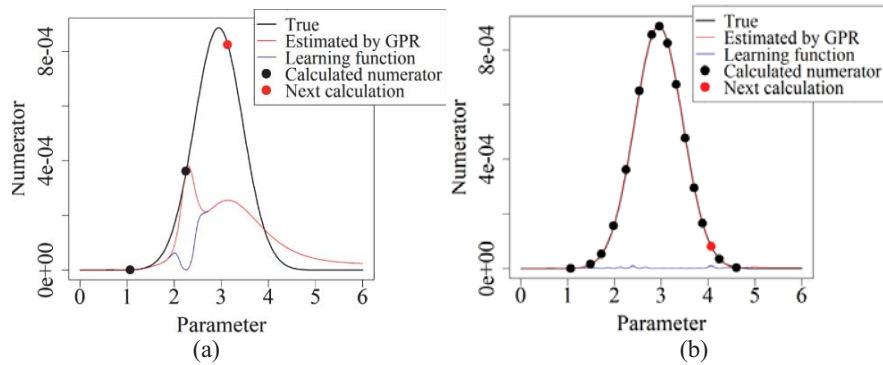 True
Estimated by GPR
Learning function
Calculated numerator
Next calculation
Numerator
0e+00
4e-04
8e-04
0 1 2 3 4 5 6
Parameter
(a)
True
Estimated by GPR
Learning function
Calculated numerator
Next calculation
Numerator
0e+00
4e-04
8e-04
0 1 2 3 4 5 6
Parameter
(b)